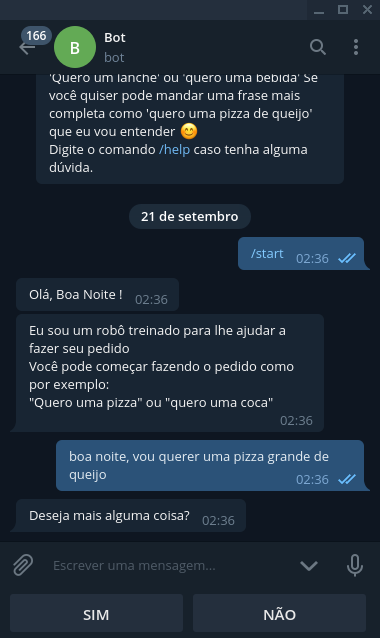 166
B
Bot
bot
'Quero um lanche' ou 'quero uma bebida' Se
você quiser pode mandar uma frase mais
completa como 'quero uma pizza de queijo'
que eu vou entender 😊
Digite o comando /help caso tenha alguma
dúvida.
21 de setembro
/start 02:36
Olá, Boa Noite ! 02:36
Eu sou um robô treinado para lhe ajudar a
fazer seu pedido
Você pode começar fazendo o pedido como
por exemplo:
"Quero uma pizza" ou "quero uma coca"
02:36
boa noite, vou querer uma pizza grande de
queijo 02:36
Deseja mais alguma coisa? 02:36
Escrever uma mensagem...
SIM NÃO